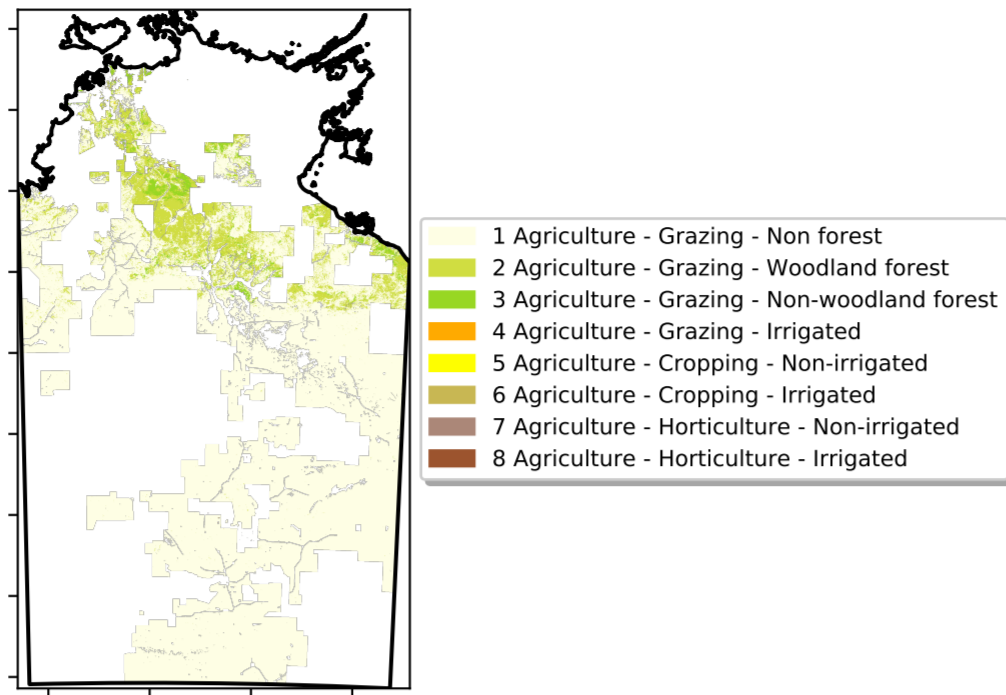 1 Agriculture - Grazing - Non forest
2 Agriculture - Grazing - Woodland forest
3 Agriculture - Grazing - Non-woodland forest
4 Agriculture - Grazing - Irrigated
5 Agriculture - Cropping - Non-irrigated
6 Agriculture - Cropping - Irrigated
7 Agriculture - Horticulture - Non-irrigated
8 Agriculture - Horticulture - Irrigated